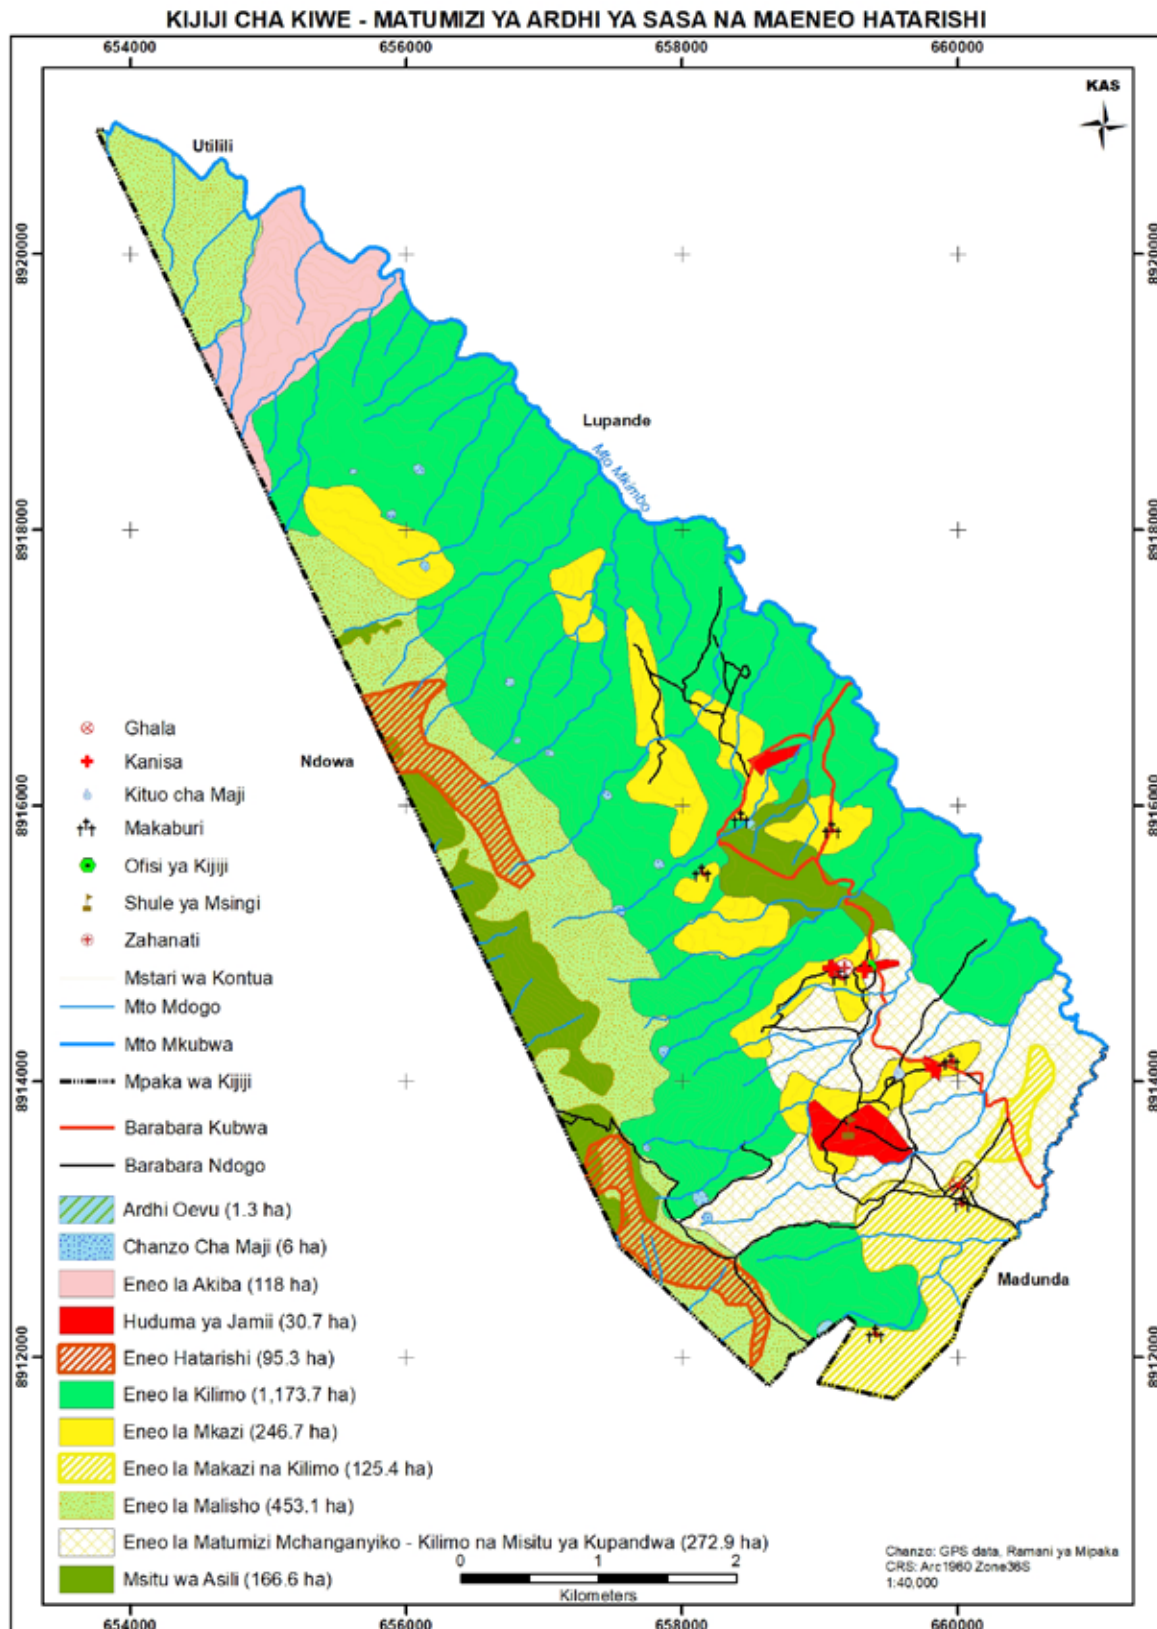 KIJIJI CHA KIWE - MATUMIZI YA ARDHI YA SASA NA MAENEO HATARISHI
654000 656000 658000 660000
KAS
Utilili
8920000 8920000
Lupande
Mto Mkimbo
8918000 8918000
Ndowa
8916000 8916000
8914000 8914000
Madunda
8912000 8912000
Ghala
Kanisa
Kituo cha Maji
Makaburi
Ofisi ya Kijiji
Shule ya Msingi
Zahanati
Mstari wa Kontua
Mto Mdogo
Mto Mkubwa
Mpaka wa Kijiji
Barabara Kubwa
Barabara Ndogo
Ardhi Oevu (1.3 ha)
Chanzo Cha Maji (6 ha)
Eneo la Akiba (118 ha)
Huduma ya Jamii (30.7 ha)
Eneo Hatarishi (95.3 ha)
Eneo la Kilimo (1,173.7 ha)
Eneo la Mkazi (246.7 ha)
Eneo la Makazi na Kilimo (125.4 ha)
Eneo la Malisho (453.1 ha)
Eneo la Matumizi Mchanganyiko - Kilimo na Misitu ya Kupandwa (272.9 ha)
Msitu wa Asili (166.6 ha)
0 1 2
Kilometers
Chanzo: GPS data, Ramani ya Mipaka
CRS: Arc1960 Zone36S
1:40,000
654000 656000 658000 660000